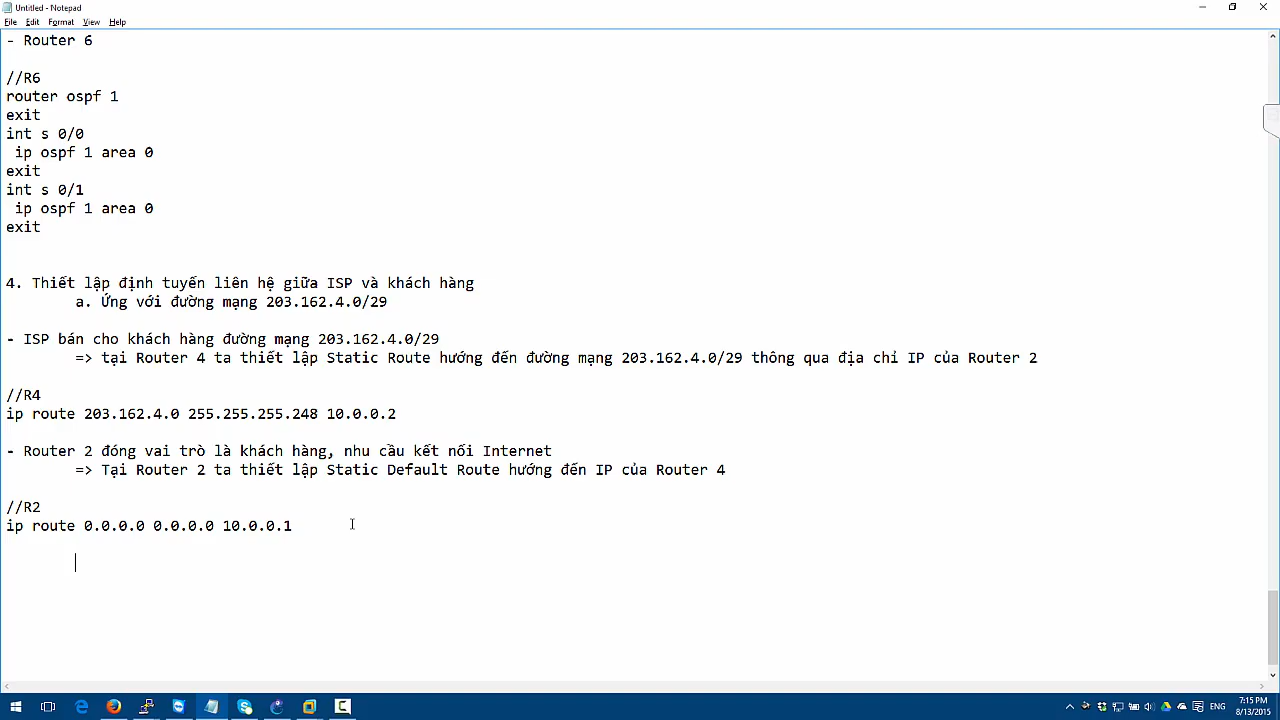 Untitled - Notepad
File Edit Format View Help
- Router 6
//R6
router ospf 1
exit
int s 0/0
ip ospf 1 area 0
exit
int s 0/1
ip ospf 1 area 0
exit
4. Thiết lập định tuyến liên hệ giữa ISP và khách hàng
a. Ứng với đường mạng 203.162.4.0/29
- ISP bán cho khách hàng đường mạng 203.162.4.0/29
=> tại Router 4 ta thiết lập Static Route hướng đến đường mạng 203.162.4.0/29 thông qua địa chỉ IP của Router 2
//R4
ip route 203.162.4.0 255.255.255.248 10.0.0.2
- Router 2 đóng vai trò là khách hàng, nhu cầu kết nối Internet
=> Tại Router 2 ta thiết lập Static Default Route hướng đến IP của Router 4
//R2
ip route 0.0.0.0 0.0.0.0 10.0.0.1
ENG
7:15 PM
8/13/2015